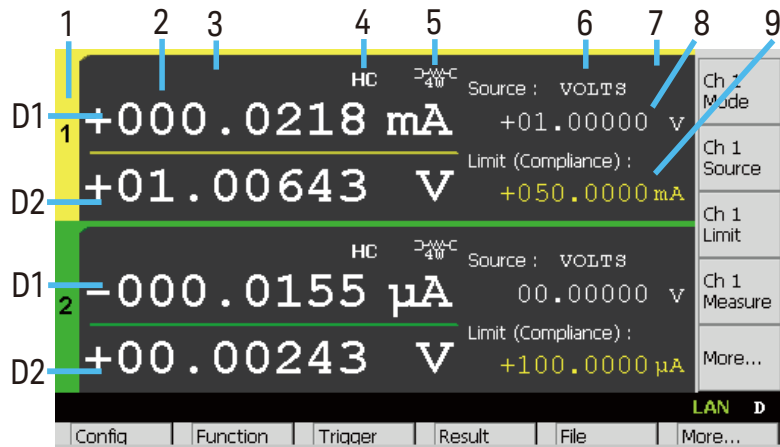 1 2 3 4 5 6 7 8 9
HC 4W
D1 1 +000.0218 mA
Source : VOLTS
+01.00000 V
D2 +01.00643 V
Limit (Compliance) :
+050.0000 mA
HC 4W
D1 2 -000.0155 µA
Source : VOLTS
00.00000 V
D2 +00.00243 V
Limit (Compliance) :
+100.0000 µA
Ch 1
Mode
Ch 1
Source
Ch 1
Limit
Ch 1
Measure
More...
LAN D
Config Function Trigger Result File More...